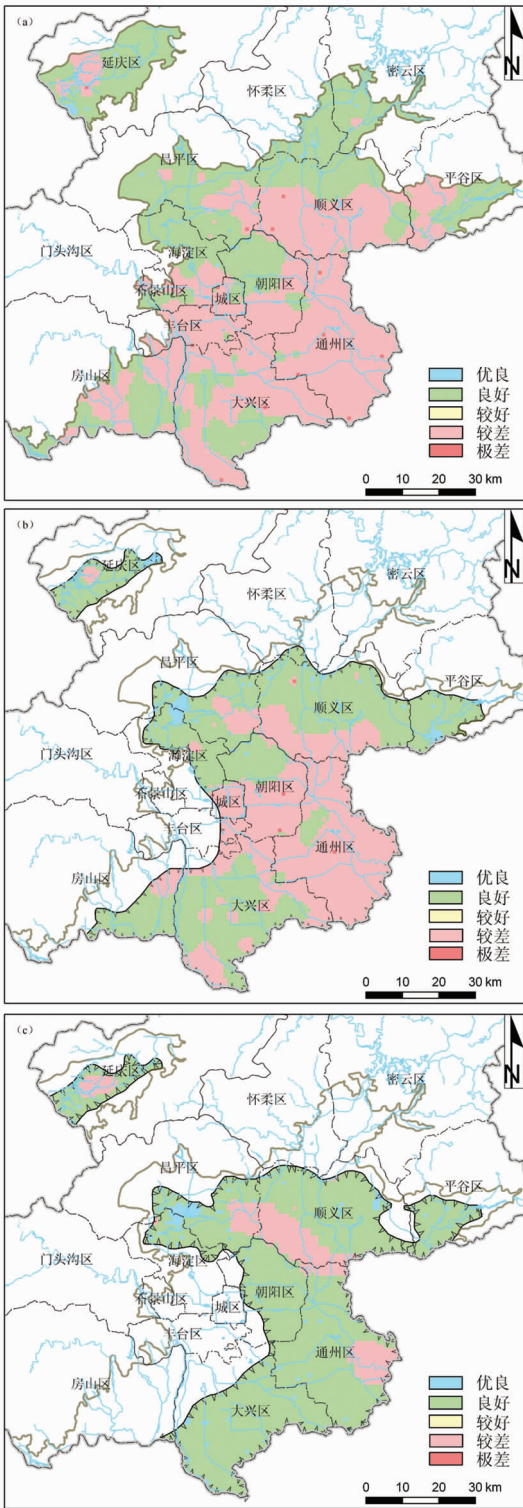 (a)
N
延庆区
怀柔区
密云区
昌平区
平谷区
顺义区
门头沟区
海淀区
朝阳区
石景山区
城区
丰台区
通州区
房山区
大兴区
优良
良好
较好
较差
极差
0 10 20 30 km
(b)
N
延庆区
怀柔区
密云区
昌平区
平谷区
顺义区
门头沟区
海淀区
朝阳区
石景山区
城区
丰台区
通州区
房山区
大兴区
优良
良好
较好
较差
极差
0 10 20 30 km
(c)
N
延庆区
怀柔区
密云区
昌平区
平谷区
顺义区
门头沟区
海淀区
朝阳区
石景山区
城区
丰台区
通州区
房山区
大兴区
优良
良好
较好
较差
极差
0 10 20 30 km